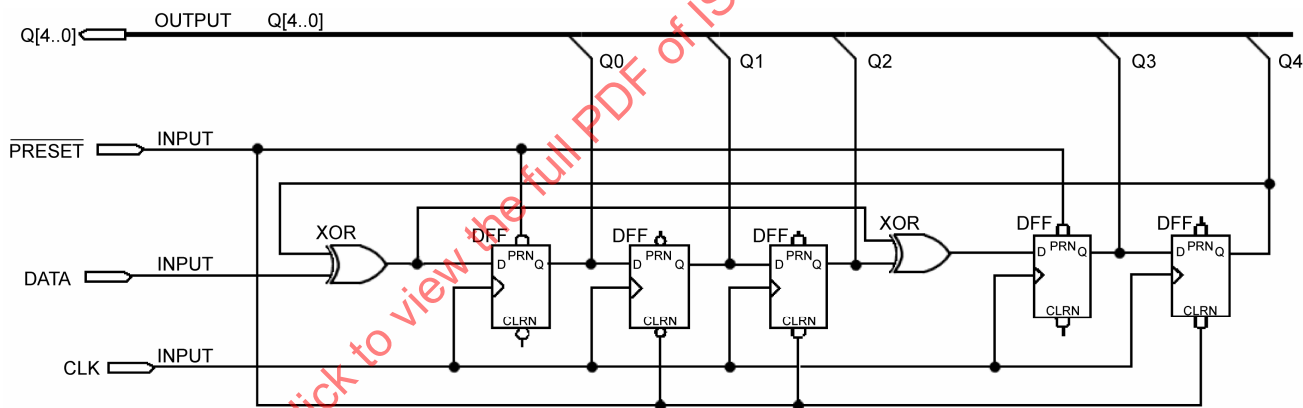 Q[4..0] OUTPUT Q[4..0]
Q0 Q1 Q2 Q3 Q4
PRESET INPUT
XOR DFF DFF DFF XOR DFF DFF
D PRN Q D PRN Q D PRN Q D PRN Q D PRN Q
DATA INPUT
CLRN CLRN CLRN CLRN CLRN
CLK INPUT
lick to view the full PDF of IS